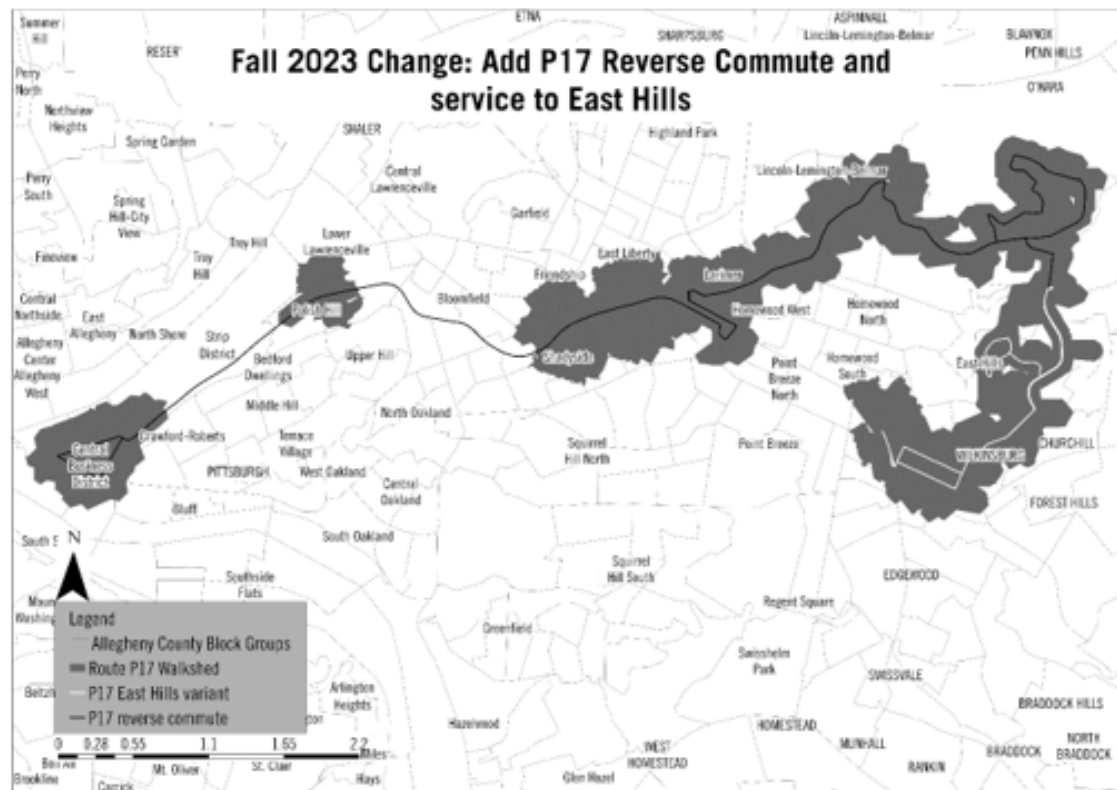 Summer
Hill
RESER'
ETNA
SHARPSBURG
ASPINWALL
Lincoln-Lemington-Belmar
BLAWNOX
PENN HILLS
O'HARA
Fall 2023 Change: Add P17 Reverse Commute and
service to East Hills
Perry
North
Northview
Heights
Spring Garden
SHALER
Highland Park
Central
Lawrenceville
Lincoln-Lemington-Belmar
Perry
South
Spring
Hill-City
View
Garfield
Fineview
Troy Hill
Troy
Hill
Lower
Lawrenceville
East Liberty
Friendship
Larimer
Central
Northside
East
Allegheny
North Shore
Strip
District
Polish Hill
Bloomfield
Homewood West
Homewood
North
Allegheny
Center
Allegheny
West
Bedford
Dwellings
Upper Hill
Shadyside
Point
Breeze
North
Homewood
South
East Hills
Middle Hill
North Oakland
Crawford-Roberts
Terrace
Village
Squirrel
Hill North
Point Breeze
CHURCHILL
Central
Business
District
PITTSBURGH
West Oakland
WILKINSBURG
Central
Oakland
Bluff
FOREST HILLS
South S
N
South Oakland
Southside
Flats
Squirrel
Hill South
EDGEWOOD
Moun
Washing
Regent Square
Greenfield
Legend
Allegheny County Block Groups
Route P17 Walkshed
P17 East Hills variant
P17 reverse commute
Swisshelm
Park
SWISSVALE
Beitzh
Arlington
Heights
BRADDOCK HILLS
Hazelwood
HOMESTEAD
MUNHALL
NORTH
BRADDOCK
BRADDOCK
0 0.28 0.55 1.1 1.65 2.2
Miles
WEST
HOMESTEAD
RANKIN
Mt. Oliver
St. Clair
Brookline
Carrick
Hays
Glen Hazel